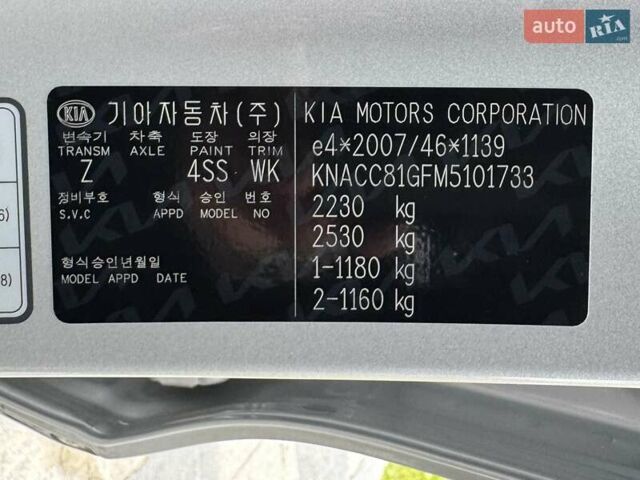 auto RIA
KIA 기아자동차(주)
변속기 차축 도장 의장
TRANSM AXLE PAINT TRIM
Z 4SS WK
정비부호 형식 승인 번호
S.V.C APPD MODEL NO
형식승인년월일
MODEL APPD DATE
KIA MOTORS CORPORATION
e4*2007/46*1139
KNACC81GFM5101733
2230 kg
2530 kg
1-1180 kg
2-1160 kg
6)
8)